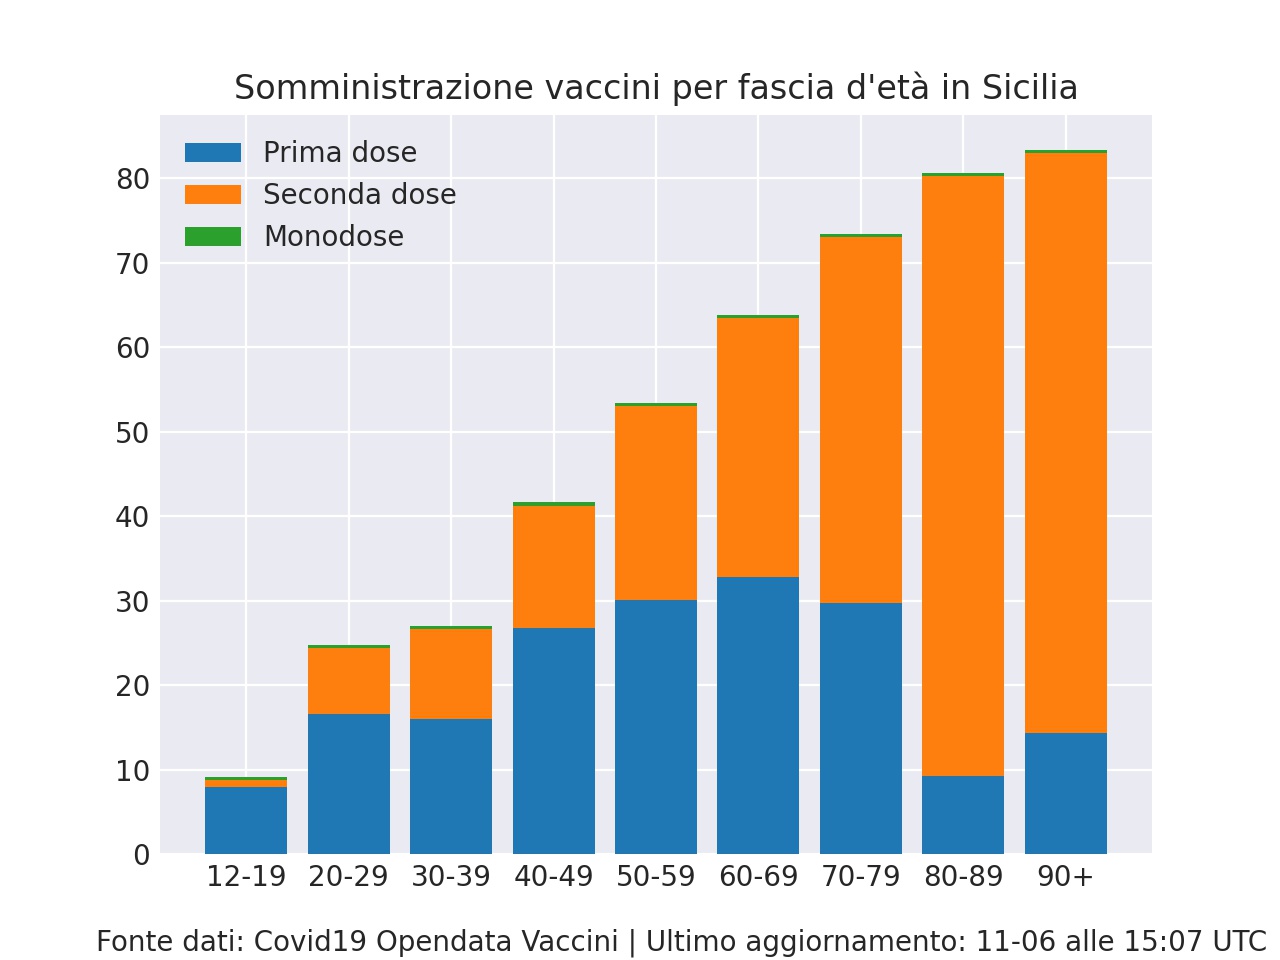 Somministrazione vaccini per fascia d'età in Sicilia
Prima dose
Seconda dose
Monodose
80
70
60
50
40
30
20
10
0
12-19 20-29 30-39 40-49 50-59 60-69 70-79 80-89 90+
Fonte dati: Covid19 Opendata Vaccini | Ultimo aggiornamento: 11-06 alle 15:07 UTC